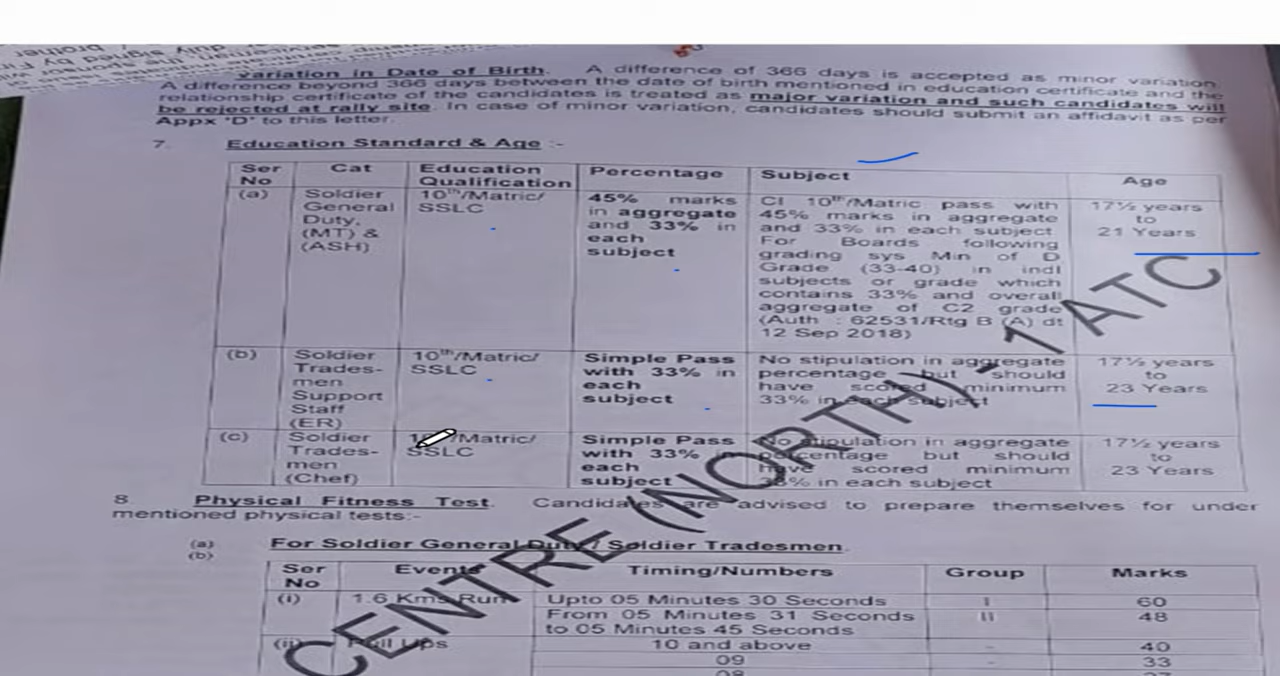 Variation in Date of Birth. A difference of 366 days is accepted as minor variation.
A difference beyond 366 days between the date of birth mentioned in education certificate and the
relationship certificate of the candidates is treated as major variation and such candidates will
be rejected at rally site. In case of minor variation, candidates should submit an affidavit as per
Appx 'D' to this letter.
7. Education Standard & Age :-
Ser No Cat Education Qualification Percentage Subject Age
(a) Soldier General Duty, (MT) & (ASH)
10th/Matric/ SSLC
45% marks in aggregate and 33% in each subject
CI 10th/Matric pass with
45% marks in aggregate
and 33% in each subject
For Boards following
grading sys Min of D
Grade (33-40) in indl
subjects or grade which
contains 33% and overall
aggregate of C2 grade
(Auth : 62531/Rtg B (A) dt
12 Sep 2018)
17½ years to 21 Years
(b) Soldier Trades- men Support Staff (ER)
10th/Matric/ SSLC
Simple Pass with 33% in each subject
No stipulation in aggregate
percentage but should
have scored minimum
33% in each subject
17½ years to 23 Years
(c) Soldier Trades- men (Chef)
10th/Matric/ SSLC
Simple Pass with 33% in each subject
No stipulation in aggregate
percentage but should
have scored minimum
33% in each subject
17½ years to 23 Years
8. Physical Fitness Test. Candidates are advised to prepare themselves for under
mentioned physical tests:-
(a) For Soldier General Duty / Soldier Tradesmen.
(b)
Ser No Events Timing/Numbers Group Marks
(i) 1.6 Kms Run Upto 05 Minutes 30 Seconds I 60
From 05 Minutes 31 Seconds to 05 Minutes 45 Seconds II 48
(ii) Pull Ups 10 and above - 40
09 - 33
CENTRE (NORTH)-1 ATC